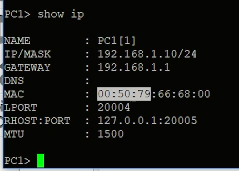 PC1> show ip
NAME : PC1[1]
IP/MASK : 192.168.1.10/24
GATEWAY : 192.168.1.1
DNS :
MAC : 00:50:79:66:68:00
LPORT : 20004
RHOST:PORT : 127.0.0.1:20005
MTU : 1500
PC1>